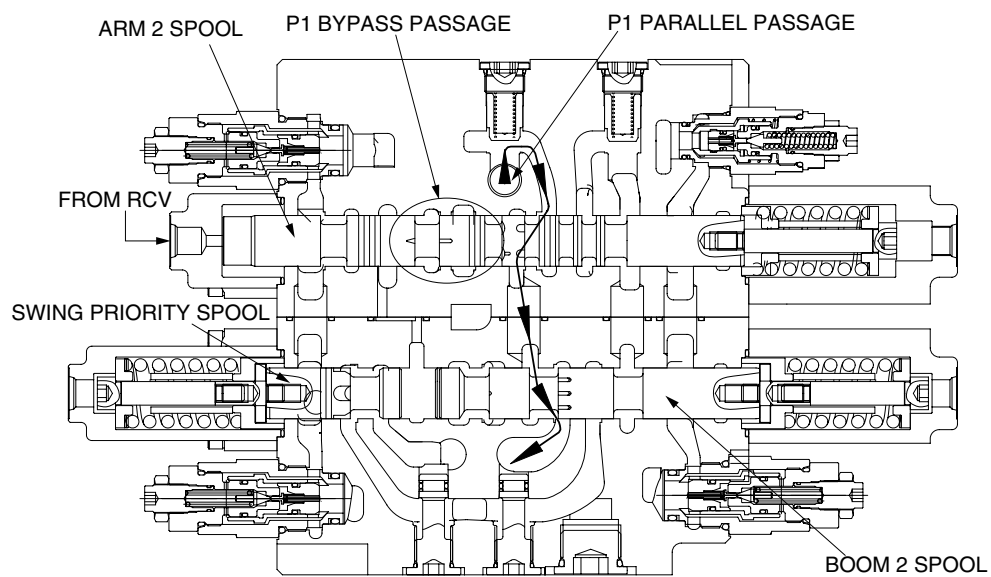 ARM 2 SPOOL
P1 BYPASS PASSAGE
P1 PARALLEL PASSAGE
FROM RCV
SWING PRIORITY SPOOL
BOOM 2 SPOOL